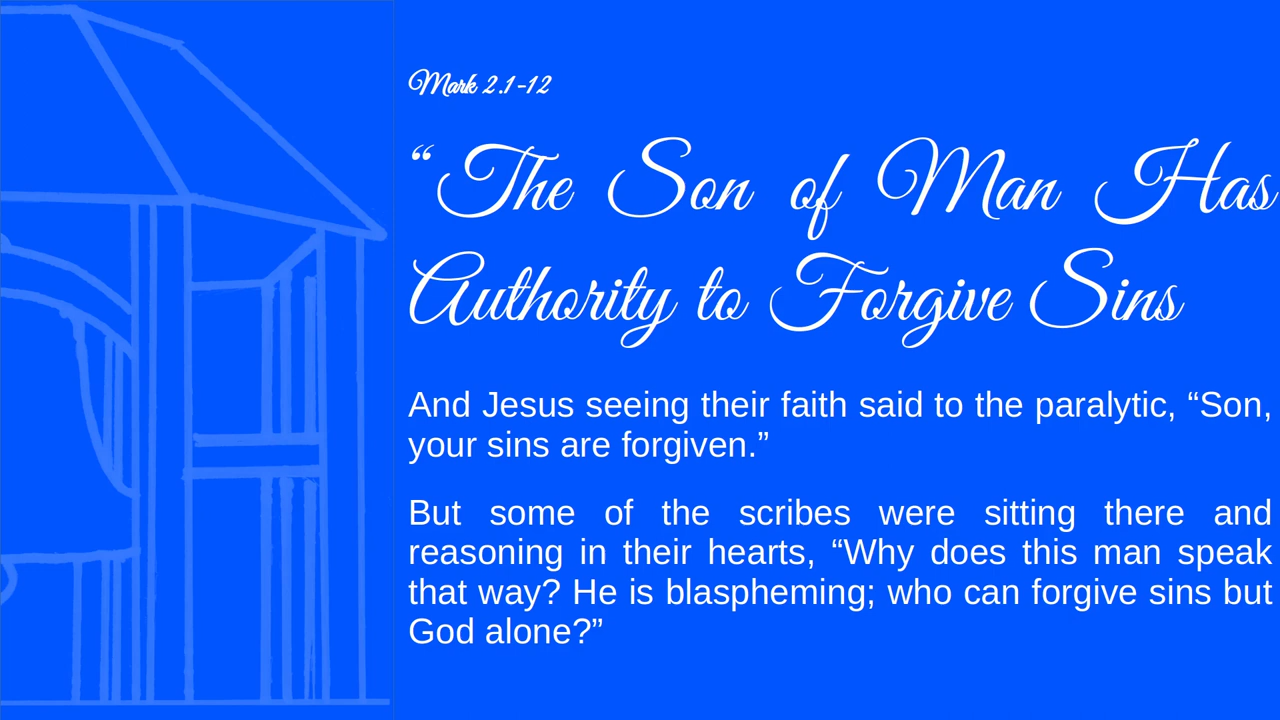 Mark 2.1-12
“The Son of Man Has
Authority to Forgive Sins
And Jesus seeing their faith said to the paralytic, “Son,
your sins are forgiven.”
But some of the scribes were sitting there and
reasoning in their hearts, “Why does this man speak
that way? He is blaspheming; who can forgive sins but
God alone?”